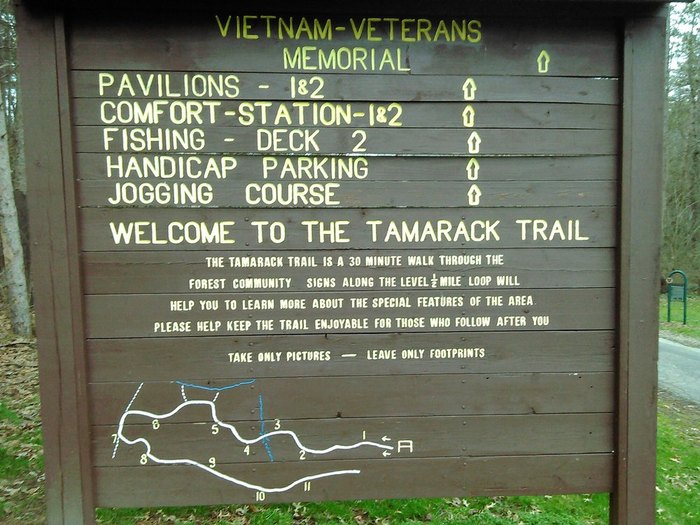 VIETNAM-VETERANS
MEMORIAL
PAVILIONS - 1&2
COMFORT-STATION-1&2
FISHING - DECK 2
HANDICAP PARKING
JOGGING COURSE
WELCOME TO THE TAMARACK TRAIL
THE TAMARACK TRAIL IS A 30 MINUTE WALK THROUGH THE
FOREST COMMUNITY SIGNS ALONG THE LEVEL ½ MILE LOOP WILL
HELP YOU TO LEARN MORE ABOUT THE SPECIAL FEATURES OF THE AREA
PLEASE HELP KEEP THE TRAIL ENJOYABLE FOR THOSE WHO FOLLOW AFTER YOU
TAKE ONLY PICTURES — LEAVE ONLY FOOTPRINTS
1
2
3
4
5
6
7
8
9
10
11